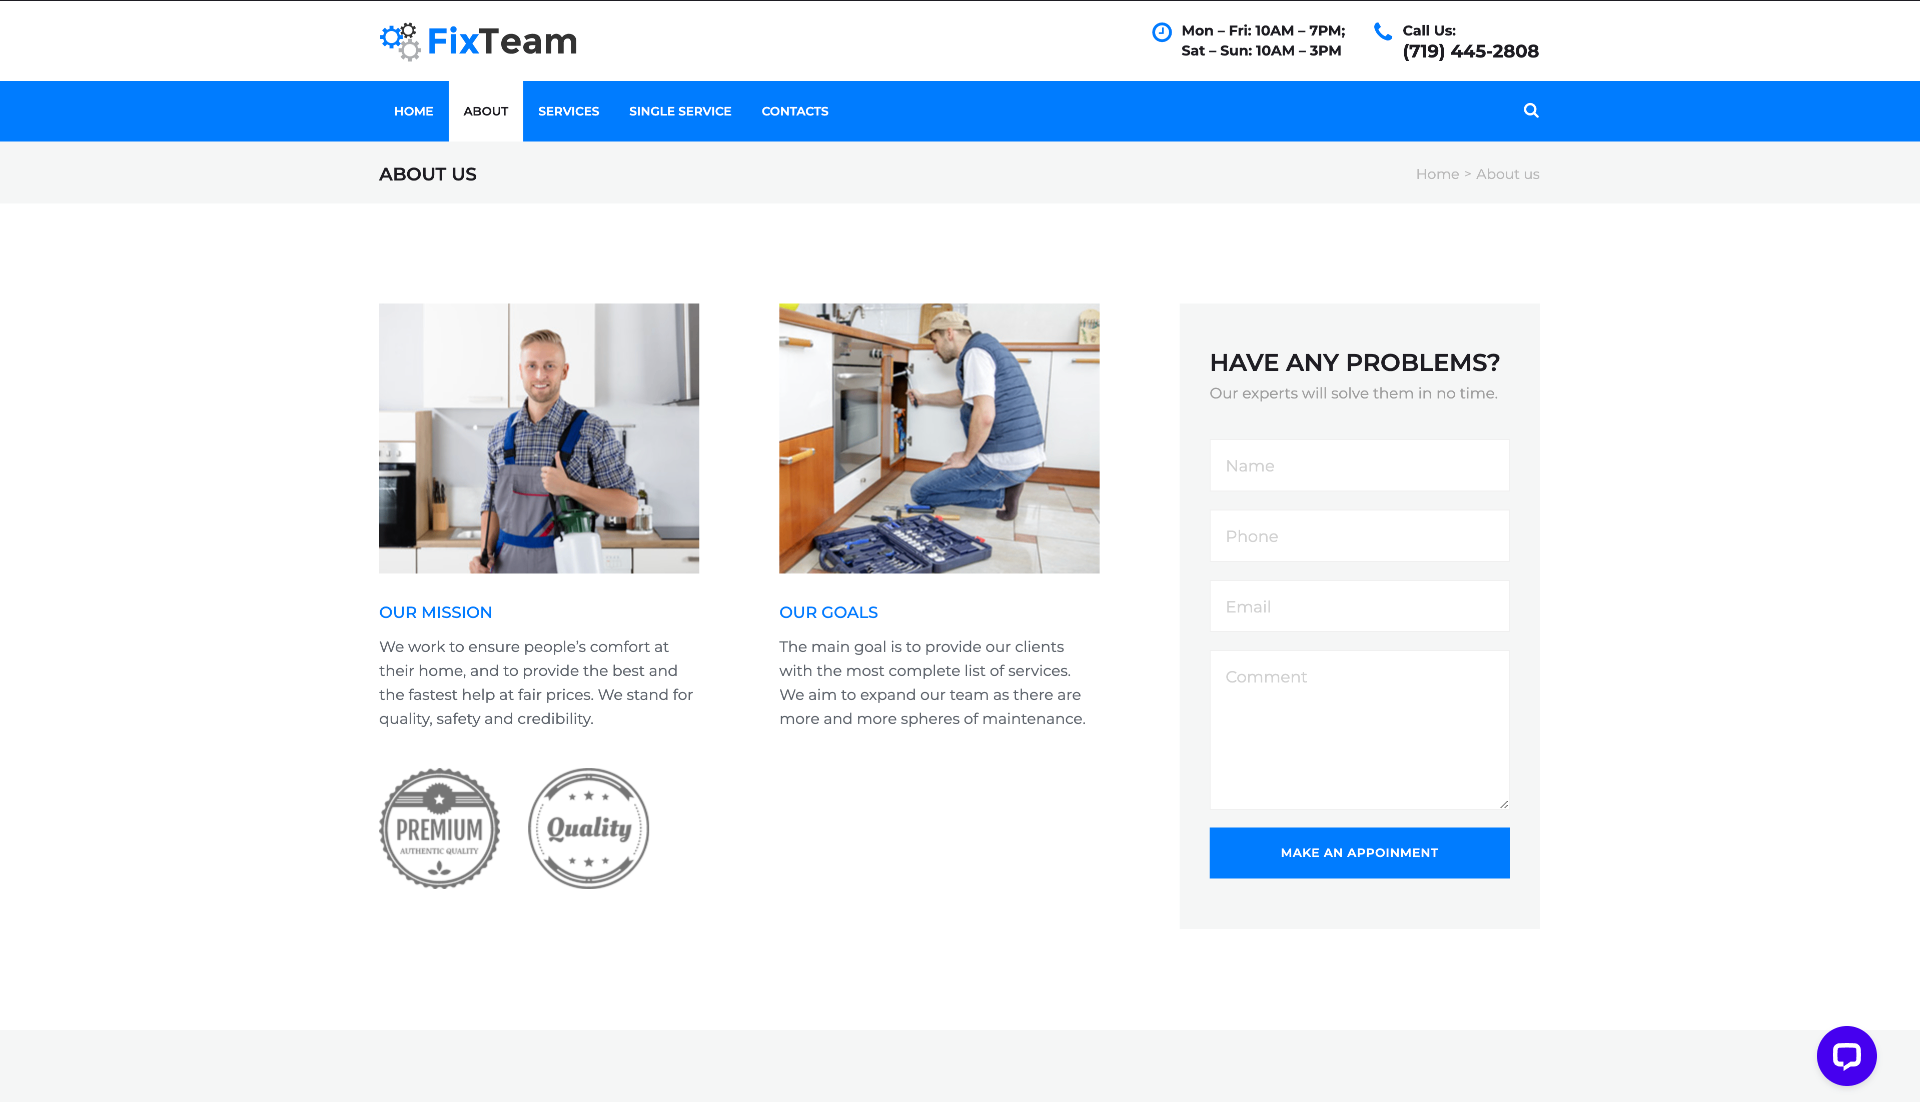 FixTeam
Mon – Fri: 10AM – 7PM;
Sat – Sun: 10AM – 3PM
Call Us:
(719) 445-2808
HOME
ABOUT
SERVICES
SINGLE SERVICE
CONTACTS
ABOUT US
Home > About us
OUR MISSION
We work to ensure people's comfort at
their home, and to provide the best and
the fastest help at fair prices. We stand for
quality, safety and credibility.
PREMIUM
AUTHENTIC QUALITY
Quality
OUR GOALS
The main goal is to provide our clients
with the most complete list of services.
We aim to expand our team as there are
more and more spheres of maintenance.
HAVE ANY PROBLEMS?
Our experts will solve them in no time.
Name
Phone
Email
Comment
MAKE AN APPOINMENT